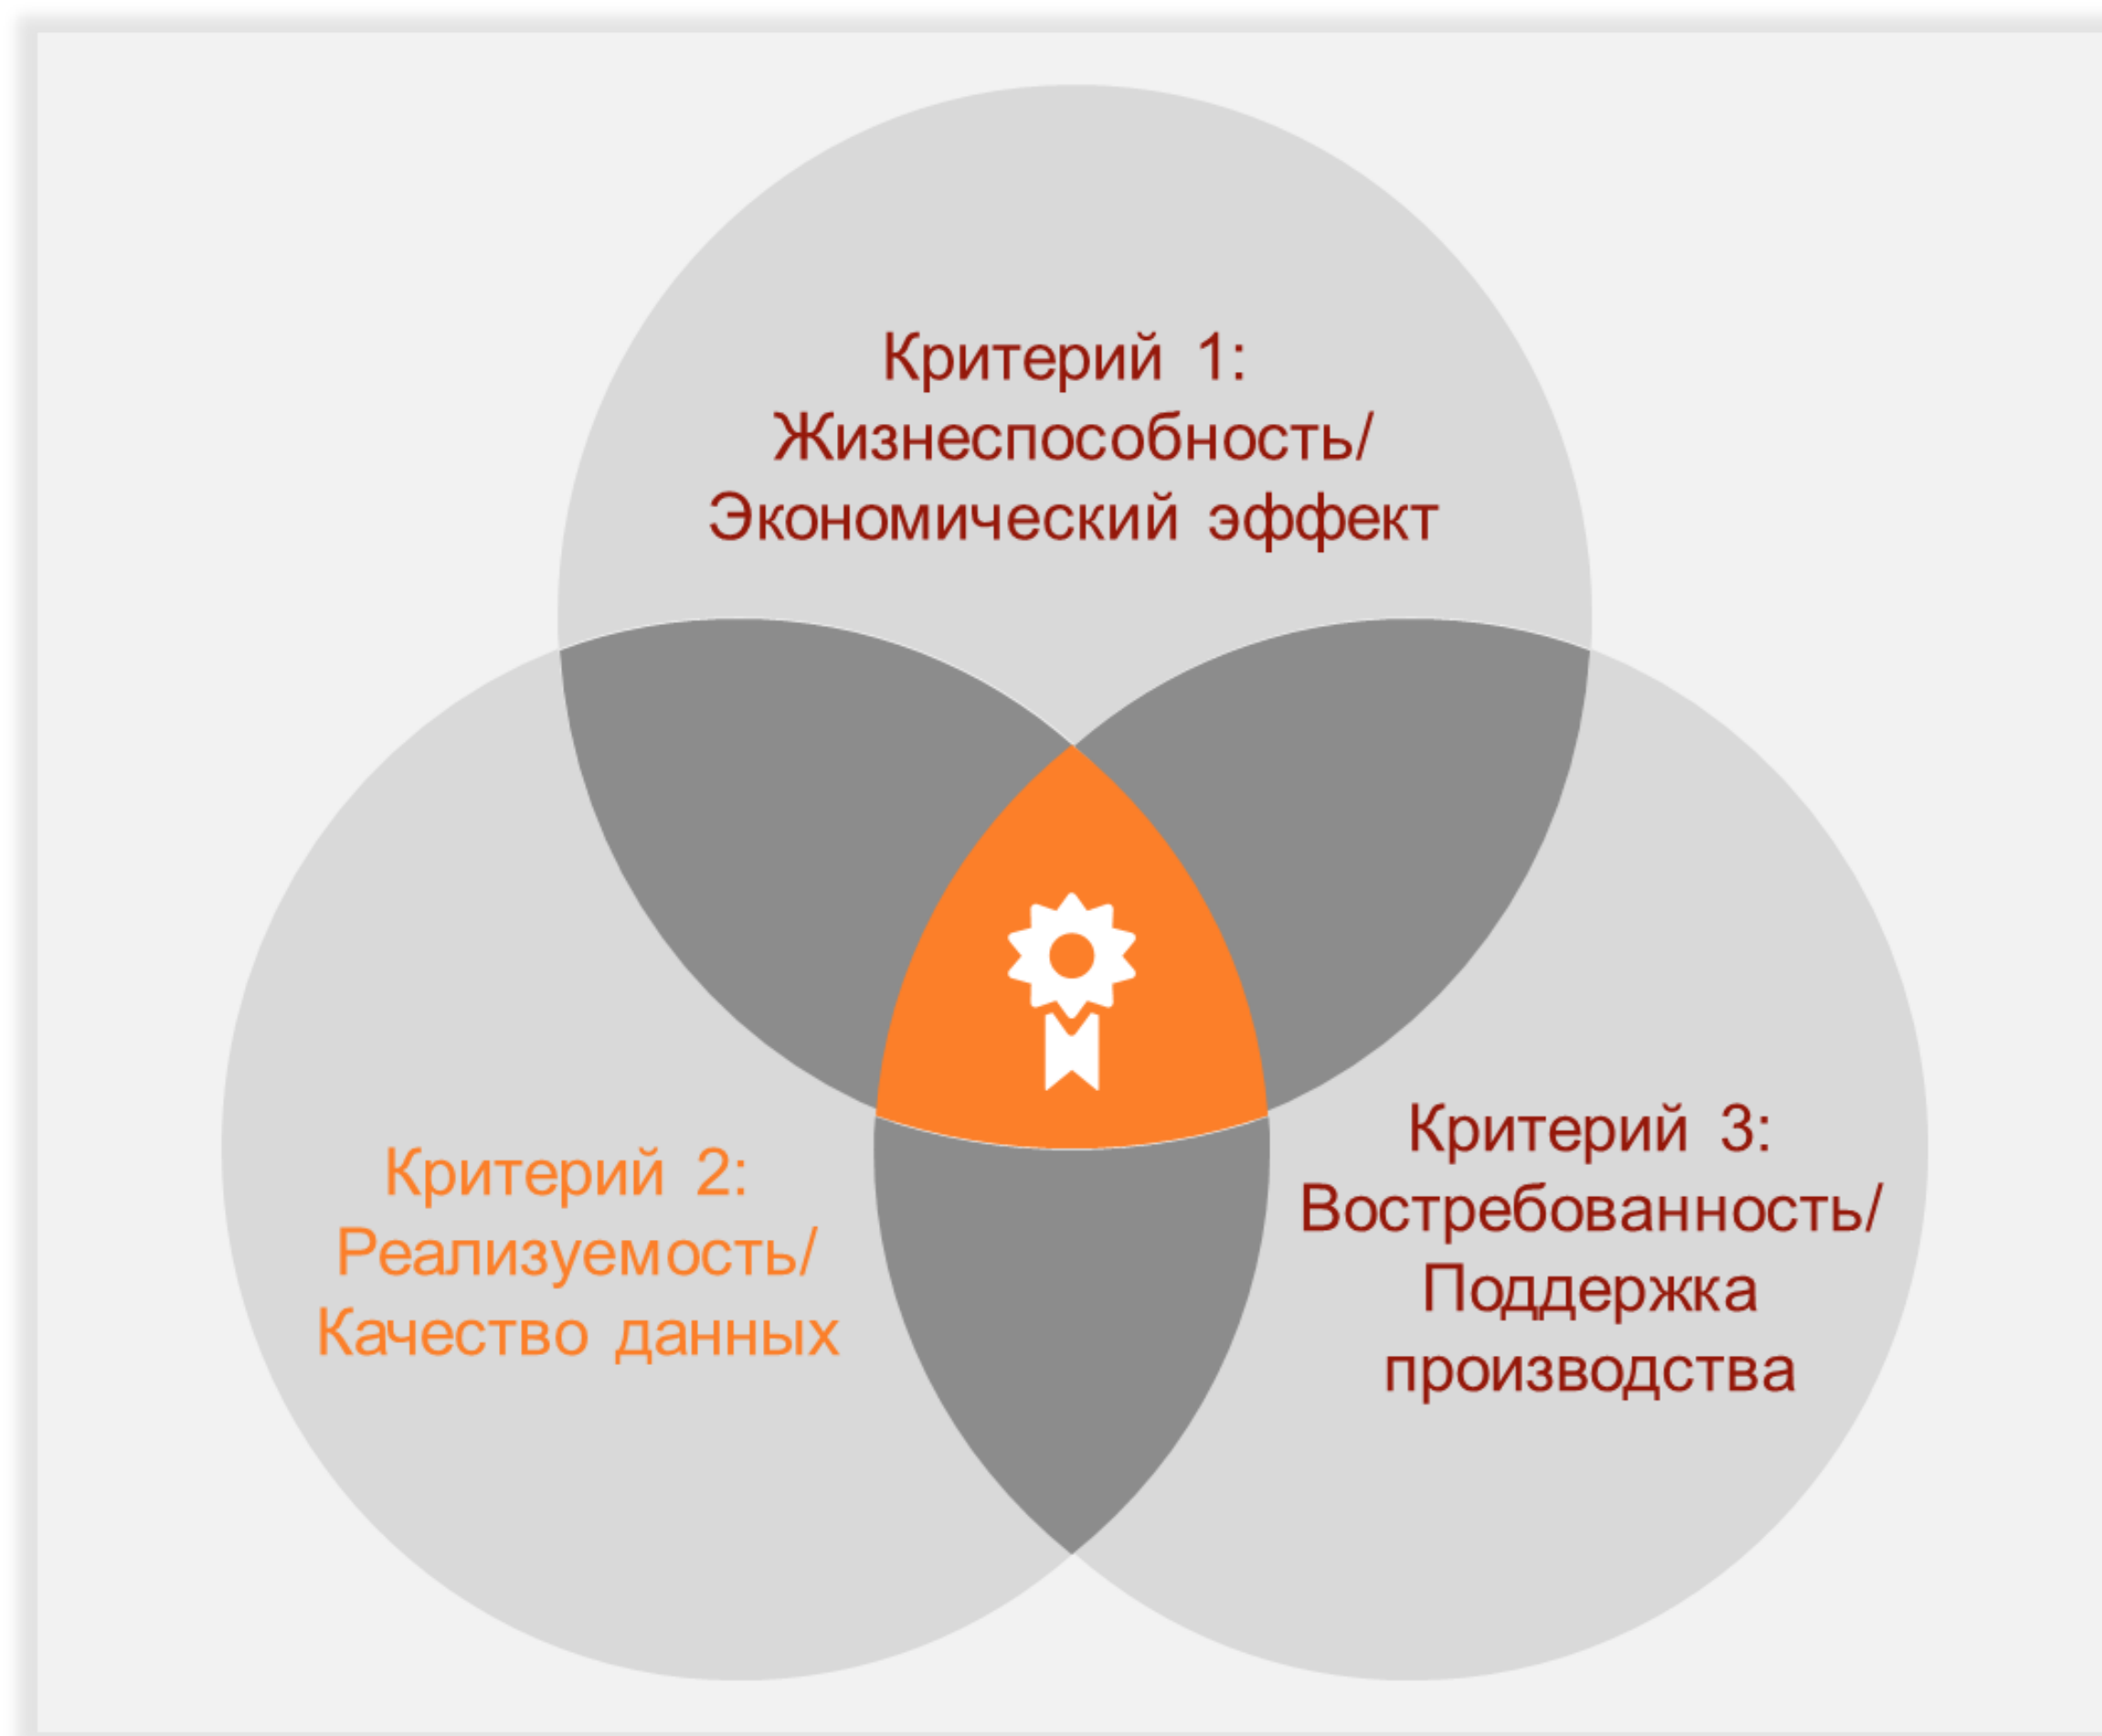 Критерий 1:
Жизнеспособность/
Экономический эффект
Критерий 2:
Реализуемость/
Качество данных
Критерий 3:
Востребованность/
Поддержка
производства